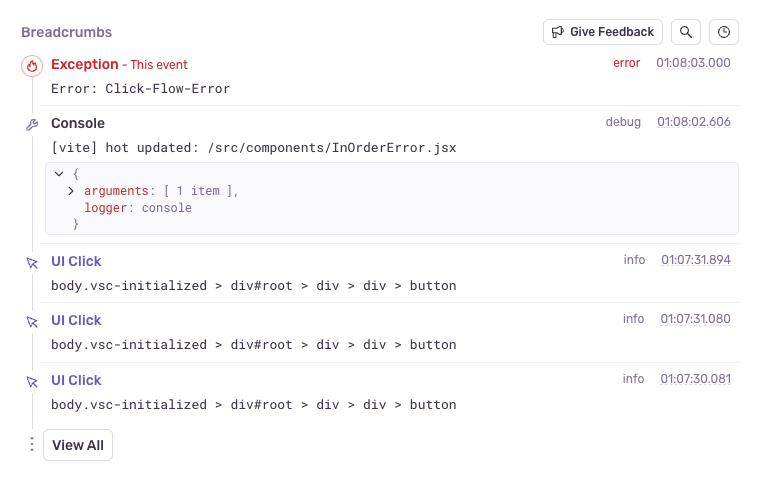 Breadcrumbs
Give Feedback
Exception - This event error 01:08:03.000
Error: Click-Flow-Error
Console debug 01:08:02.606
[vite] hot updated: /src/components/InOrderError.jsx
{
arguments: [ 1 item ],
logger: console
}
UI Click info 01:07:31.894
body.vsc-initialized > div#root > div > div > button
UI Click info 01:07:31.080
body.vsc-initialized > div#root > div > div > button
UI Click info 01:07:30.081
body.vsc-initialized > div#root > div > div > button
View All